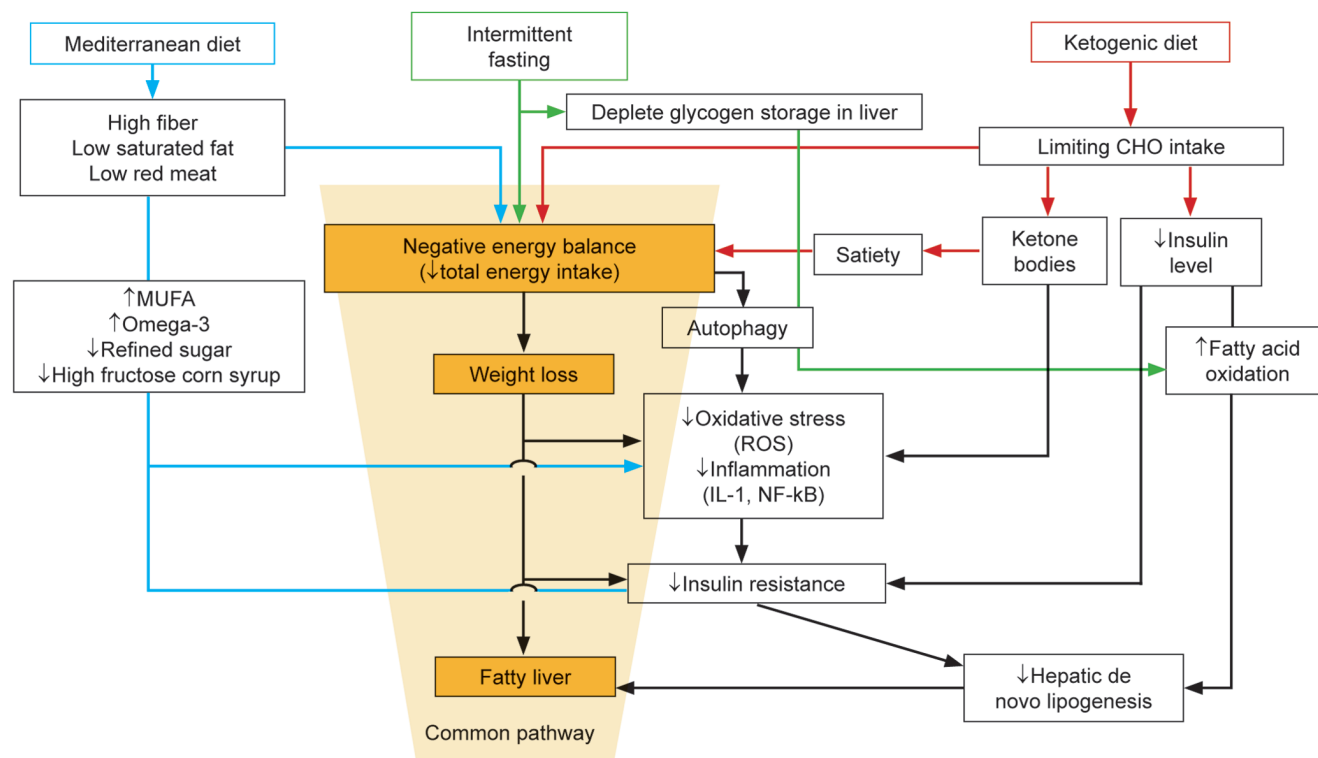 Mediterranean diet
Intermittent
fasting
Ketogenic diet
High fiber
Low saturated fat
Low red meat
Deplete glycogen storage in liver
Limiting CHO intake
Negative energy balance
(↓total energy intake)
Satiety
Ketone
bodies
↓Insulin
level
↑MUFA
↑Omega-3
↓Refined sugar
↓High fructose corn syrup
Autophagy
↑Fatty acid
oxidation
Weight loss
↓Oxidative stress
(ROS)
↓Inflammation
(IL-1, NF-kB)
↓Insulin resistance
Fatty liver
↓Hepatic de
novo lipogenesis
Common pathway